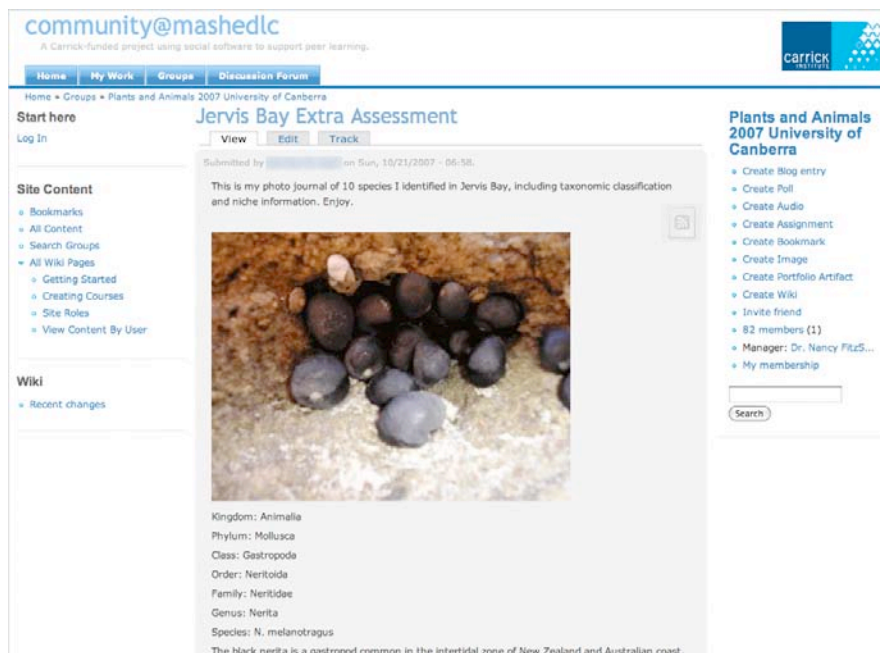 community@mashedlc
A Carrick-funded project using social software to support peer learning.
carrick
INSTITUTE
Home My Work Groups Discussion Forum
Home » Groups » Plants and Animals 2007 University of Canberra
Start here
Log In
Site Content
Bookmarks
All Content
Search Groups
All Wiki Pages
Getting Started
Creating Courses
Site Roles
View Content By User
Wiki
Recent changes
Jervis Bay Extra Assessment
View Edit Track
Submitted by on Sun, 10/21/2007 - 06:58.
This is my photo journal of 10 species I identified in Jervis Bay, including taxonomic classification
and niche information. Enjoy.
Kingdom: Animalia
Phylum: Mollusca
Class: Gastropoda
Order: Neritoida
Family: Neritidae
Genus: Nerita
Species: N. melanotragus
The black nerita is a gastropod common in the intertidal zone of New Zealand and Australian coast.
Plants and Animals
2007 University of
Canberra
Create Blog entry
Create Poll
Create Audio
Create Assignment
Create Bookmark
Create Image
Create Portfolio Artifact
Create Wiki
Invite friend
82 members (1)
Manager: Dr. Nancy FitzS...
My membership
Search